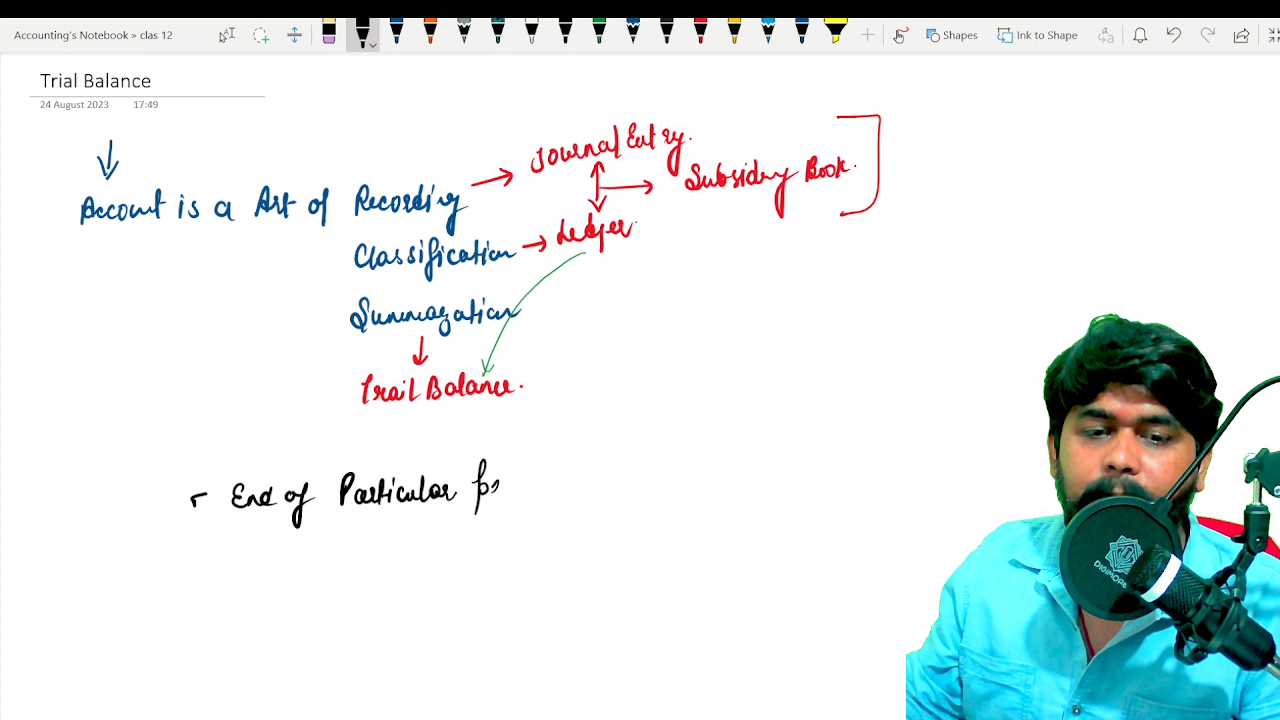 Accounting's Notebook » clas 12
Shapes
Ink to Shape
Trial Balance
24 August 2023 17:49
Account is a Art of Recording → Journal Entry.
Subsidiary Book.
Classification → Ledger.
Summazation
Trail Balance.
End of Particular